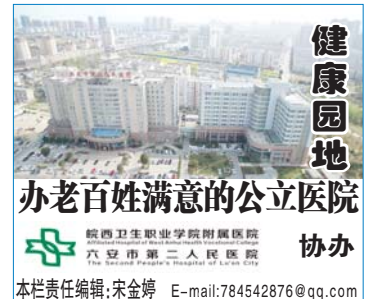 健康园地
办老百姓满意的公立医院
皖西卫生职业学院附属医院
Affiliated Hospital of West Anhui Health Vocational College
六安市第二人民医院
The Second People's Hospital of Lu'an City
协办
本栏责任编辑:宋金婷 E-mail:784542876@qq.com